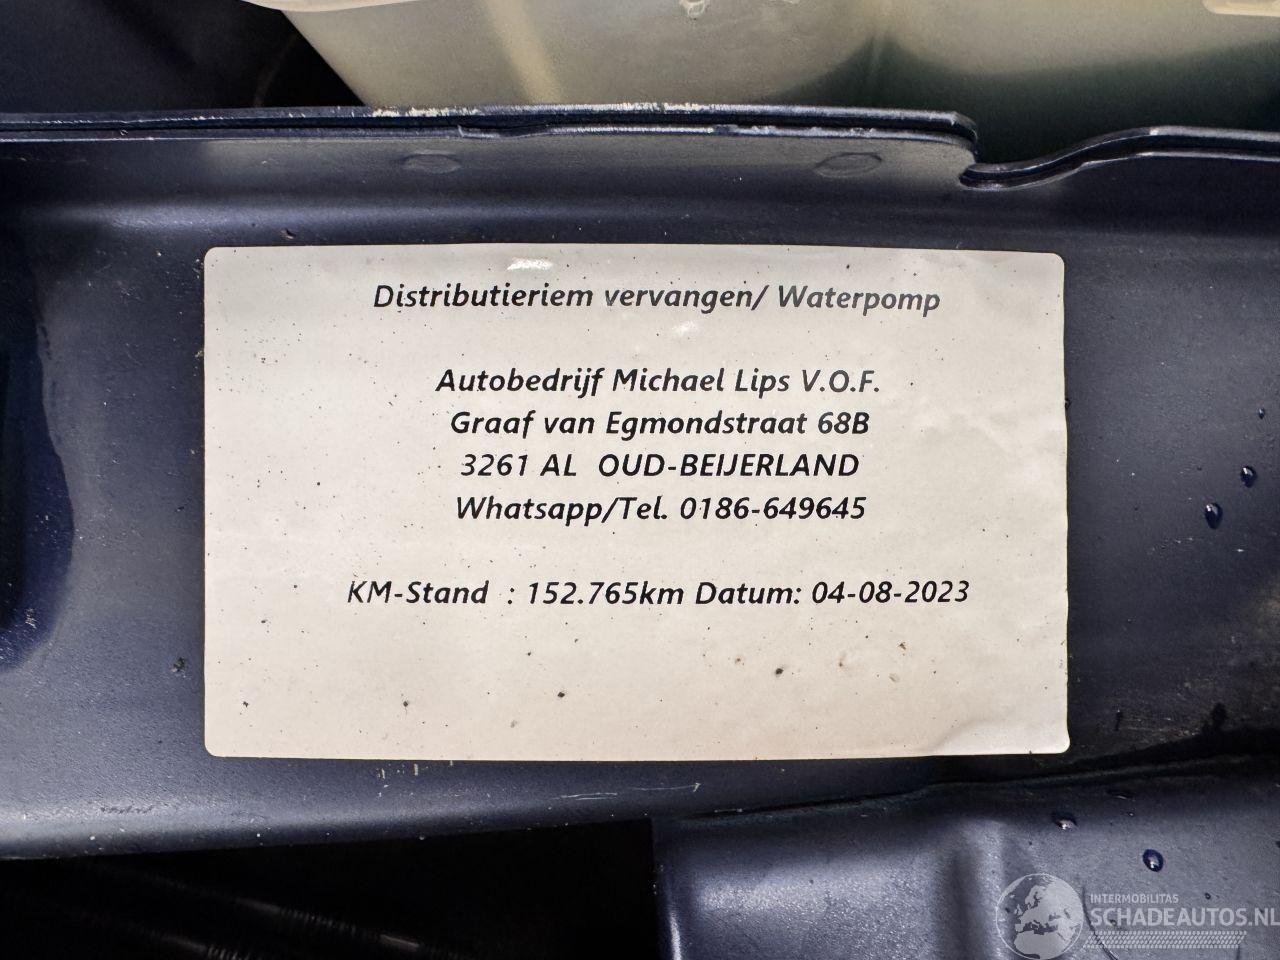 Distributieriem vervangen/ Waterpomp
Autobedrijf Michael Lips V.O.F.
Graaf van Egmondstraat 68B
3261 AL  OUD-BEIJERLAND
Whatsapp/Tel. 0186-649645
KM-Stand  : 152.765km Datum: 04-08-2023
INTERMOBILITAS
SCHADEAUTOS.NL